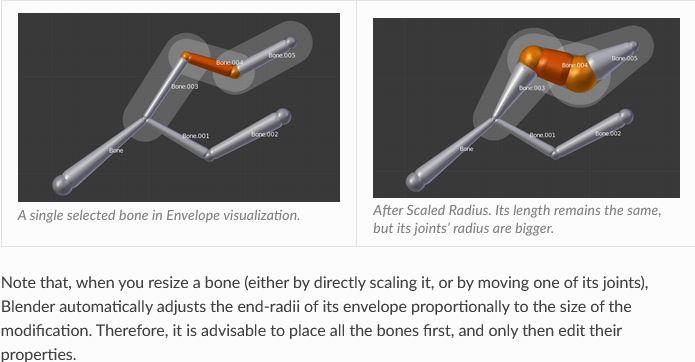 Bone.005
Bone.004
Bone.003
Bone.001
Bone.002
Bone
A single selected bone in Envelope visualization.
Bone.005
Bone.004
Bone.003
Bone.001
Bone.002
Bone
After Scaled Radius. Its length remains the same,
but its joints’ radius are bigger.
Note that, when you resize a bone (either by directly scaling it, or by moving one of its joints),
Blender automatically adjusts the end-radii of its envelope proportionally to the size of the
modification. Therefore, it is advisable to place all the bones first, and only then edit their
properties.